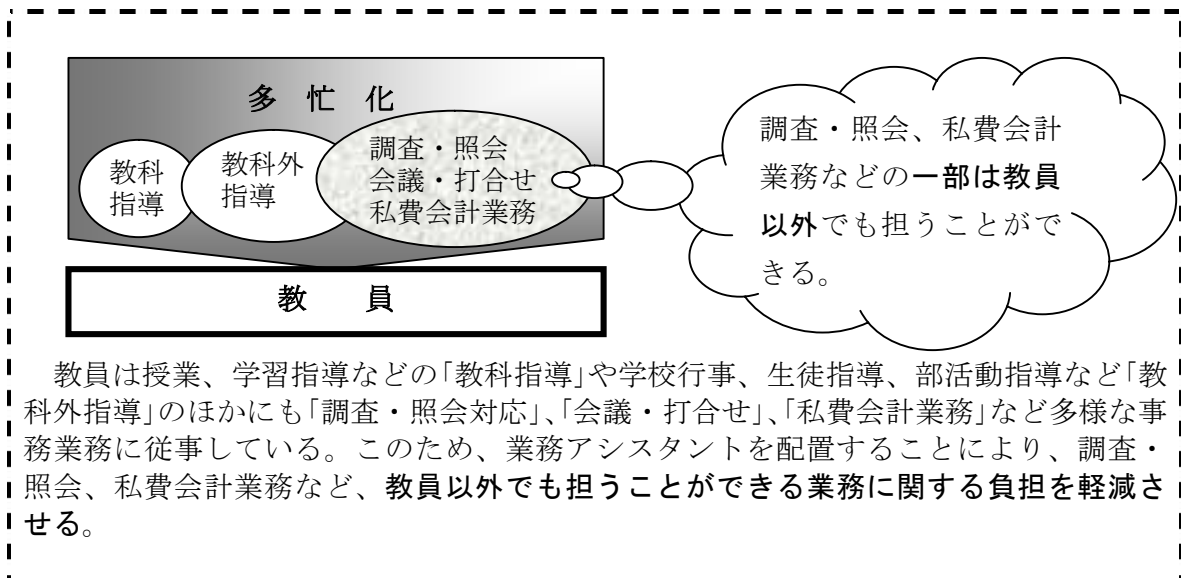 多 忙 化
教科
指導
教科外
指導
調査・照会
会議・打合せ
私費会計業務
調査・照会、私費会計
業務などの一部は教員
以外でも担うことがで
きる。
教 員
教員は授業、学習指導などの「教科指導」や学校行事、生徒指導、部活動指導など「教
科外指導」のほかにも「調査・照会対応」、「会議・打合せ」、「私費会計業務」など多様な事
務業務に従事している。このため、業務アシスタントを配置することにより、調査・
照会、私費会計業務など、教員以外でも担うことができる業務に関する負担を軽減さ
せる。